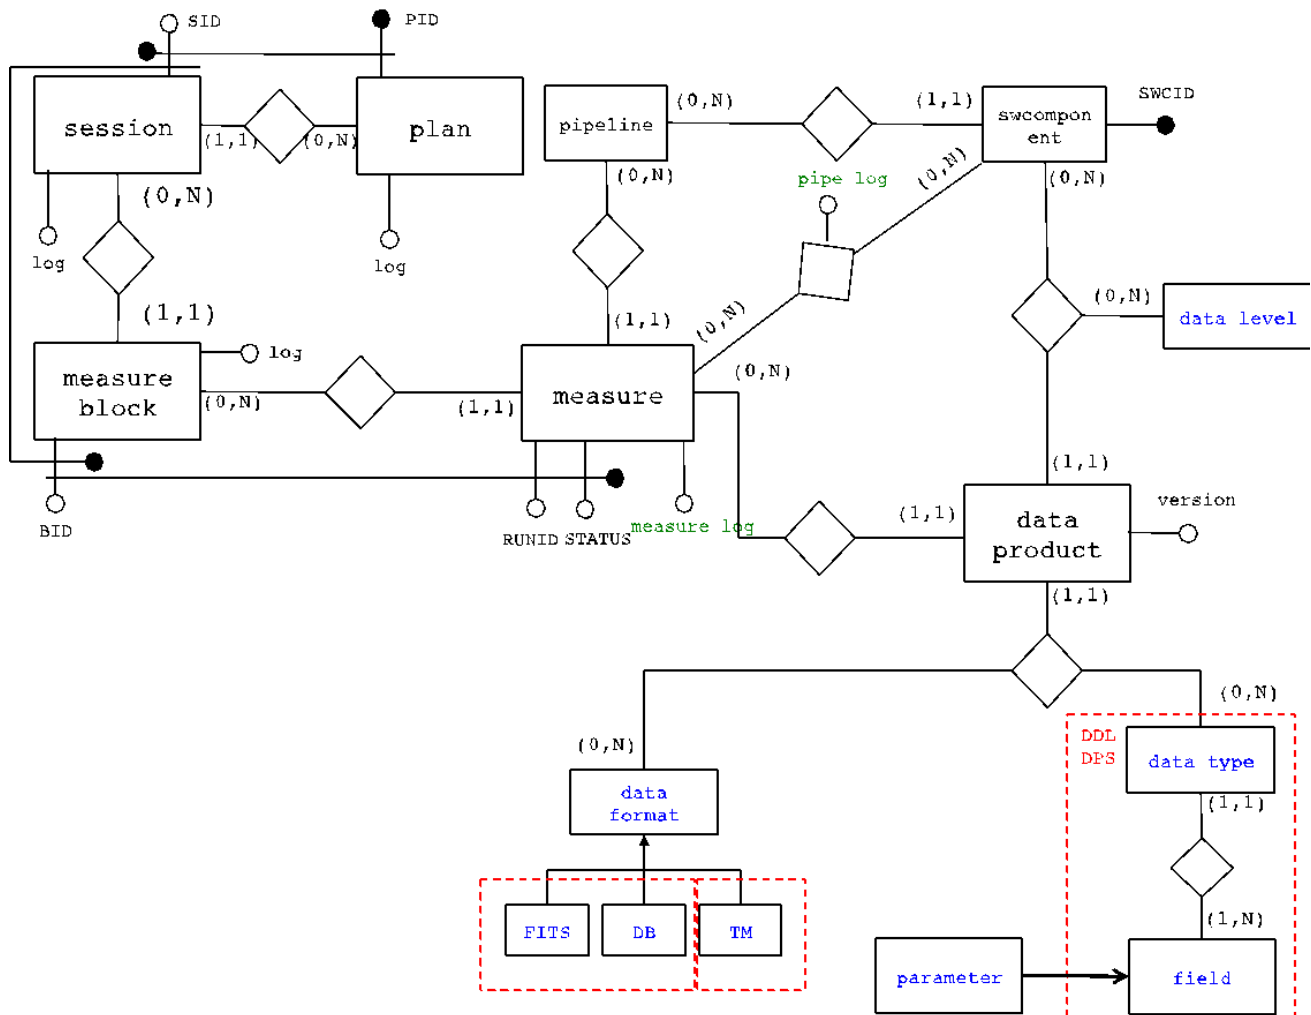 SID
PID
session
(1,1)
(0,N)
plan
pipeline
(0,N)
(1,1)
swcompon
ent
SWCID
(0,N)
(0,N)
(0,N)
(0,N)
pipe log
log
log
(1,1)
(1,1)
(0,N)
(0,N)
data level
log
measure
block
(0,N)
(1,1)
measure
(0,N)
(1,1)
BID
RUNID
STATUS
measure log
(1,1)
data
product
version
(1,1)
(0,N)
(0,N)
DDL
DPS
data type
data
format
(1,1)
FITS
DB
TM
(1,N)
parameter
field